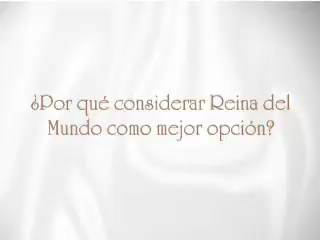 ¿Por qué considerar Reina del
Mundo como mejor opción?